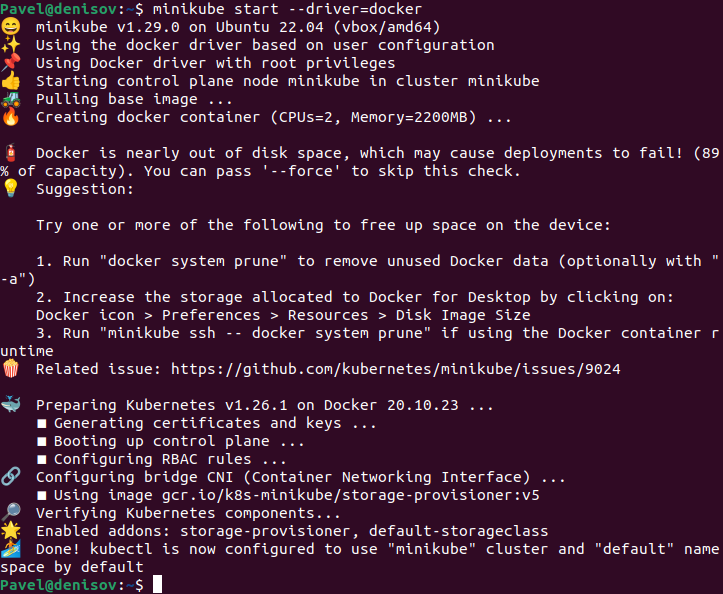 Pavel@denisov:~$ minikube start --driver=docker
😄  minikube v1.29.0 on Ubuntu 22.04 (vbox/amd64)
✨  Using the docker driver based on user configuration
📌  Using Docker driver with root privileges
👍  Starting control plane node minikube in cluster minikube
🚜  Pulling base image ...
🔥  Creating docker container (CPUs=2, Memory=2200MB) ...
🧯  Docker is nearly out of disk space, which may cause deployments to fail! (89
% of capacity). You can pass '--force' to skip this check.
💡  Suggestion:
Try one or more of the following to free up space on the device:
1. Run "docker system prune" to remove unused Docker data (optionally with "
-a")
2. Increase the storage allocated to Docker for Desktop by clicking on:
Docker icon > Preferences > Resources > Disk Image Size
3. Run "minikube ssh -- docker system prune" if using the Docker container r
untime
🍿  Related issue: https://github.com/kubernetes/minikube/issues/9024
🐳  Preparing Kubernetes v1.26.1 on Docker 20.10.23 ...
▪ Generating certificates and keys ...
▪ Booting up control plane ...
▪ Configuring RBAC rules ...
🔗  Configuring bridge CNI (Container Networking Interface) ...
▪ Using image gcr.io/k8s-minikube/storage-provisioner:v5
🔎  Verifying Kubernetes components...
🌟  Enabled addons: storage-provisioner, default-storageclass
🏄  Done! kubectl is now configured to use "minikube" cluster and "default" name
space by default
Pavel@denisov:~$